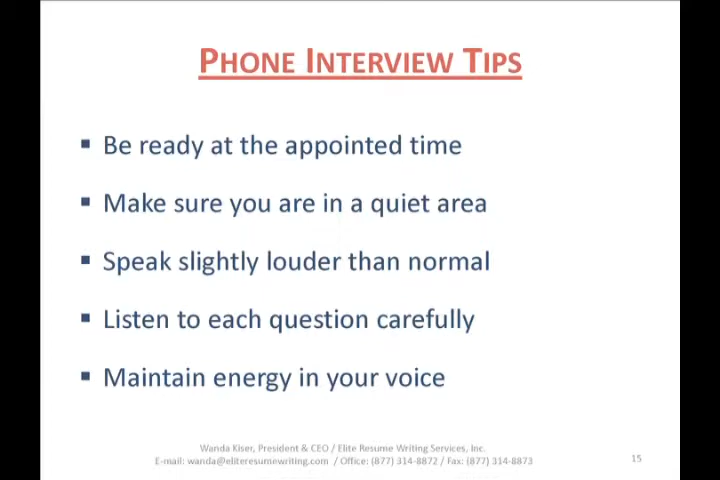 PHONE INTERVIEW TIPS
▪ Be ready at the appointed time
▪ Make sure you are in a quiet area
▪ Speak slightly louder than normal
▪ Listen to each question carefully
▪ Maintain energy in your voice
Wanda Kiser, President & CEO / Elite Resume Writing Services, Inc.
E-mail: wanda@eliteresumewriting.com / Office: (877) 314-8872 / Fax: (877) 314-8873
15